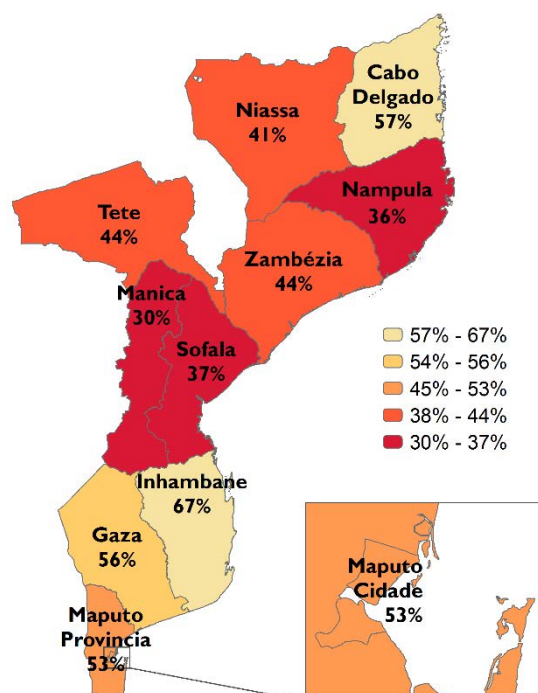 Cabo
Delgado
57%
Niassa
41%
Nampula
36%
Tete
44%
Zambézia
44%
Manica
30%
Sofala
37%
57% - 67%
54% - 56%
45% - 53%
38% - 44%
30% - 37%
Inhambane
67%
Gaza
56%
Maputo
Cidade
53%
Maputo
Provincia
53%